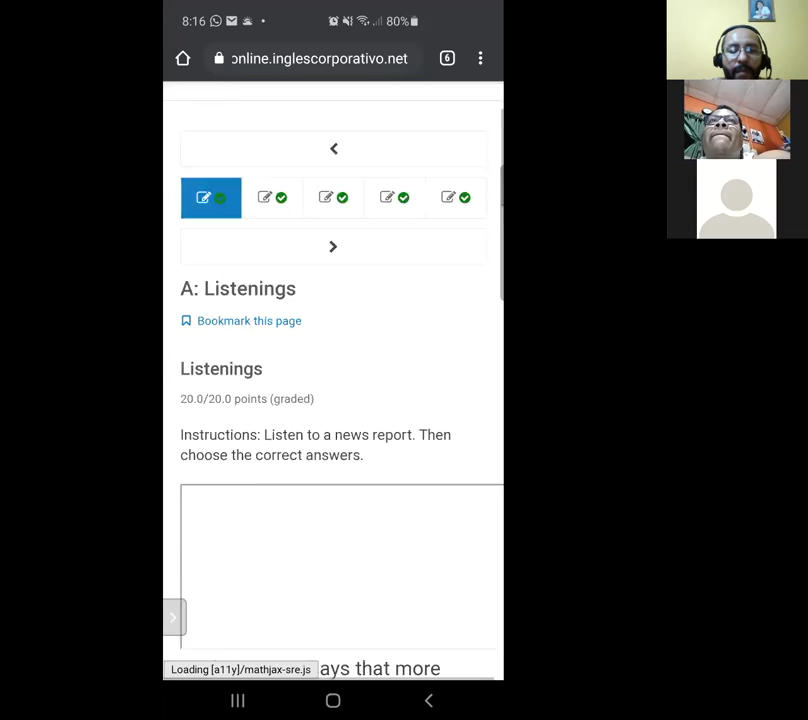 8:16
80%
online.inglescorporativo.net
6
A: Listenings
Bookmark this page
Listenings
20.0/20.0 points (graded)
Instructions: Listen to a news report. Then
choose the correct answers.
Loading [a11y]/mathjax-sre.js
ays that more